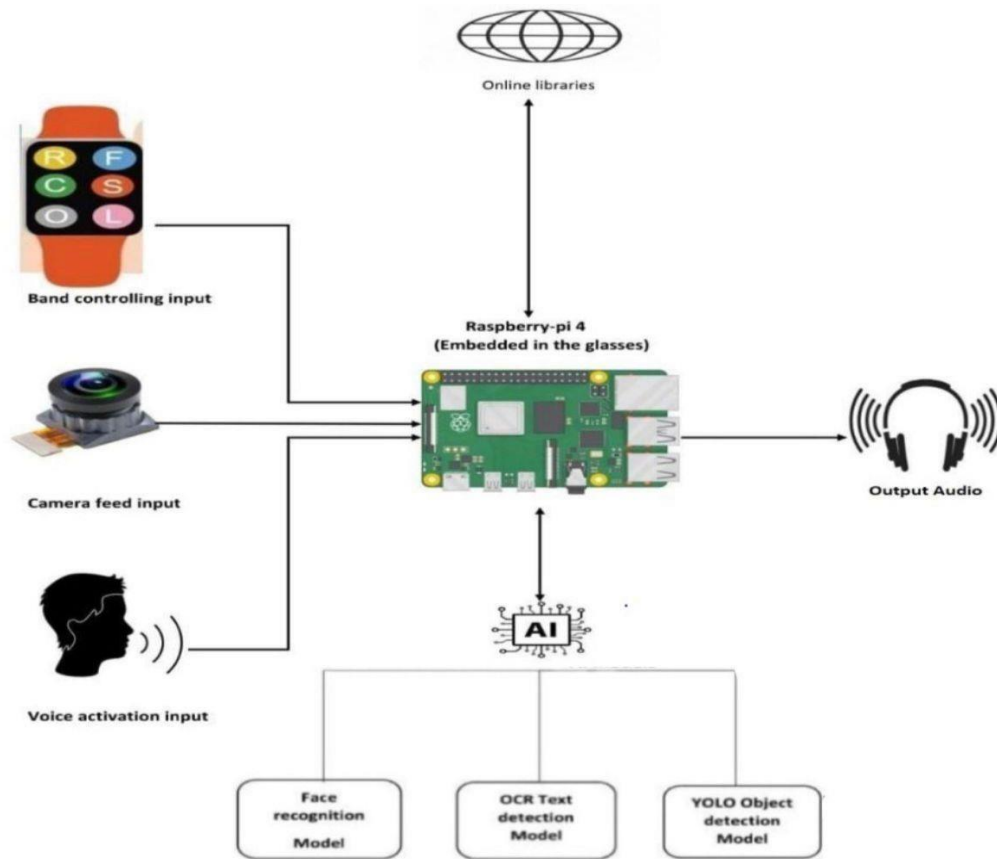 Online libraries
R F
C S
O L
Band controlling input
Raspberry-pi 4
(Embedded in the glasses)
Camera feed input
Output Audio
AI
Voice activation input
Face
recognition
Model
OCR Text
detection
Model
YOLO Object
detection
Model